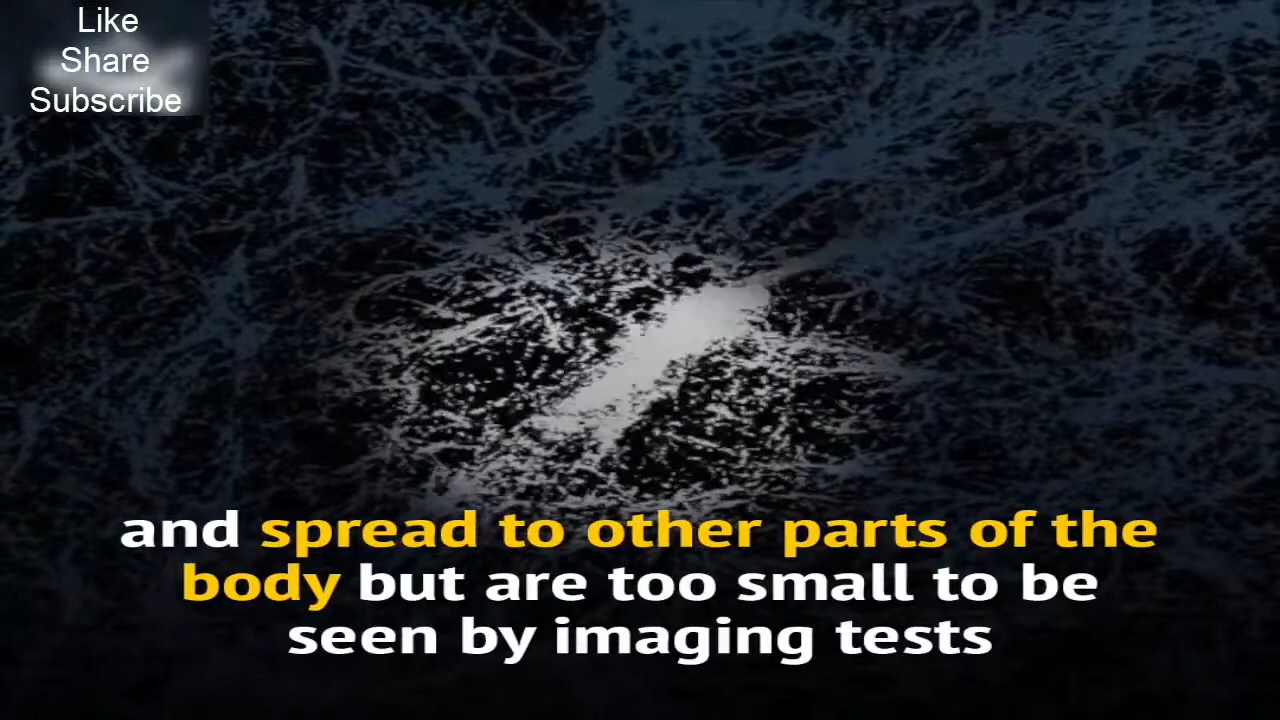 Like
Share
Subscribe
and spread to other parts of the
body but are too small to be
seen by imaging tests